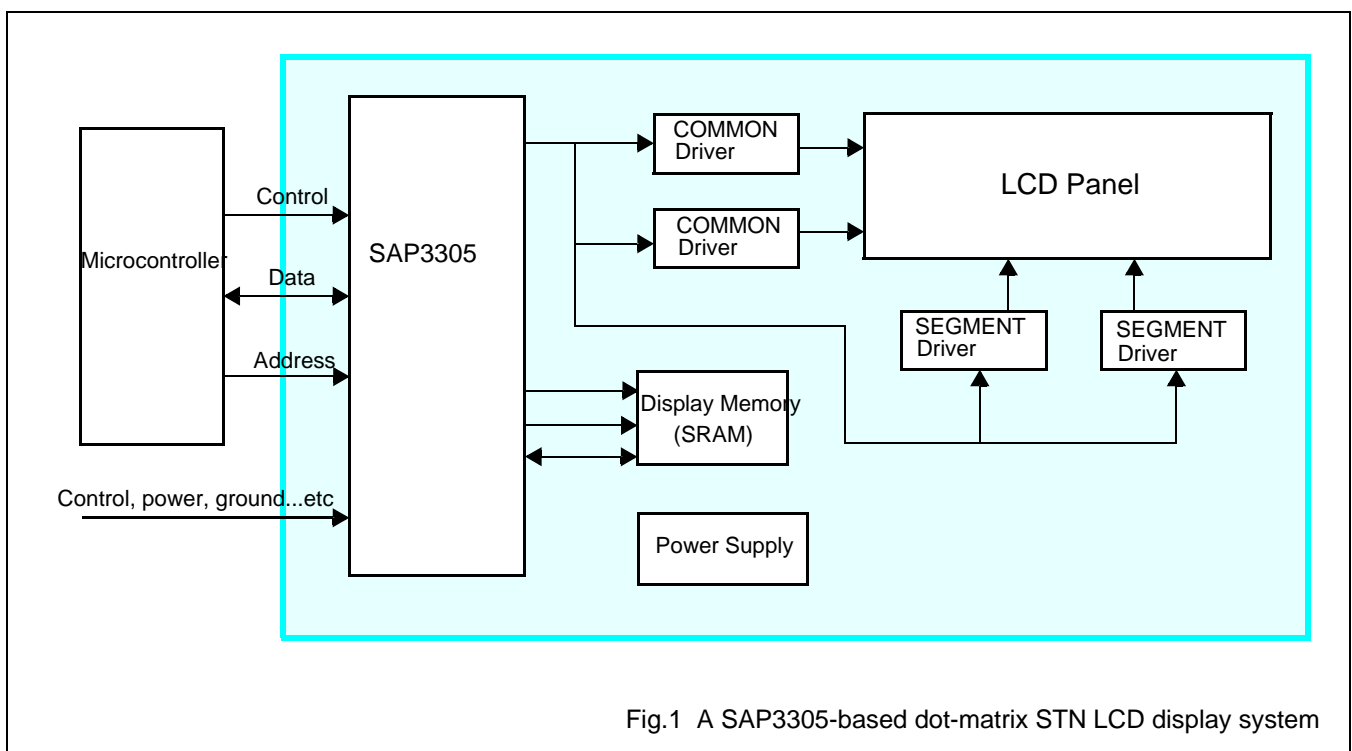 COMMON
Driver
LCD Panel
Control
COMMON
Driver
Microcontroller
SAP3305
Data
SEGMENT
Driver
SEGMENT
Driver
Address
Display Memory
(SRAM)
Control, power, ground...etc
Power Supply
Fig.1 A SAP3305-based dot-matrix STN LCD display system